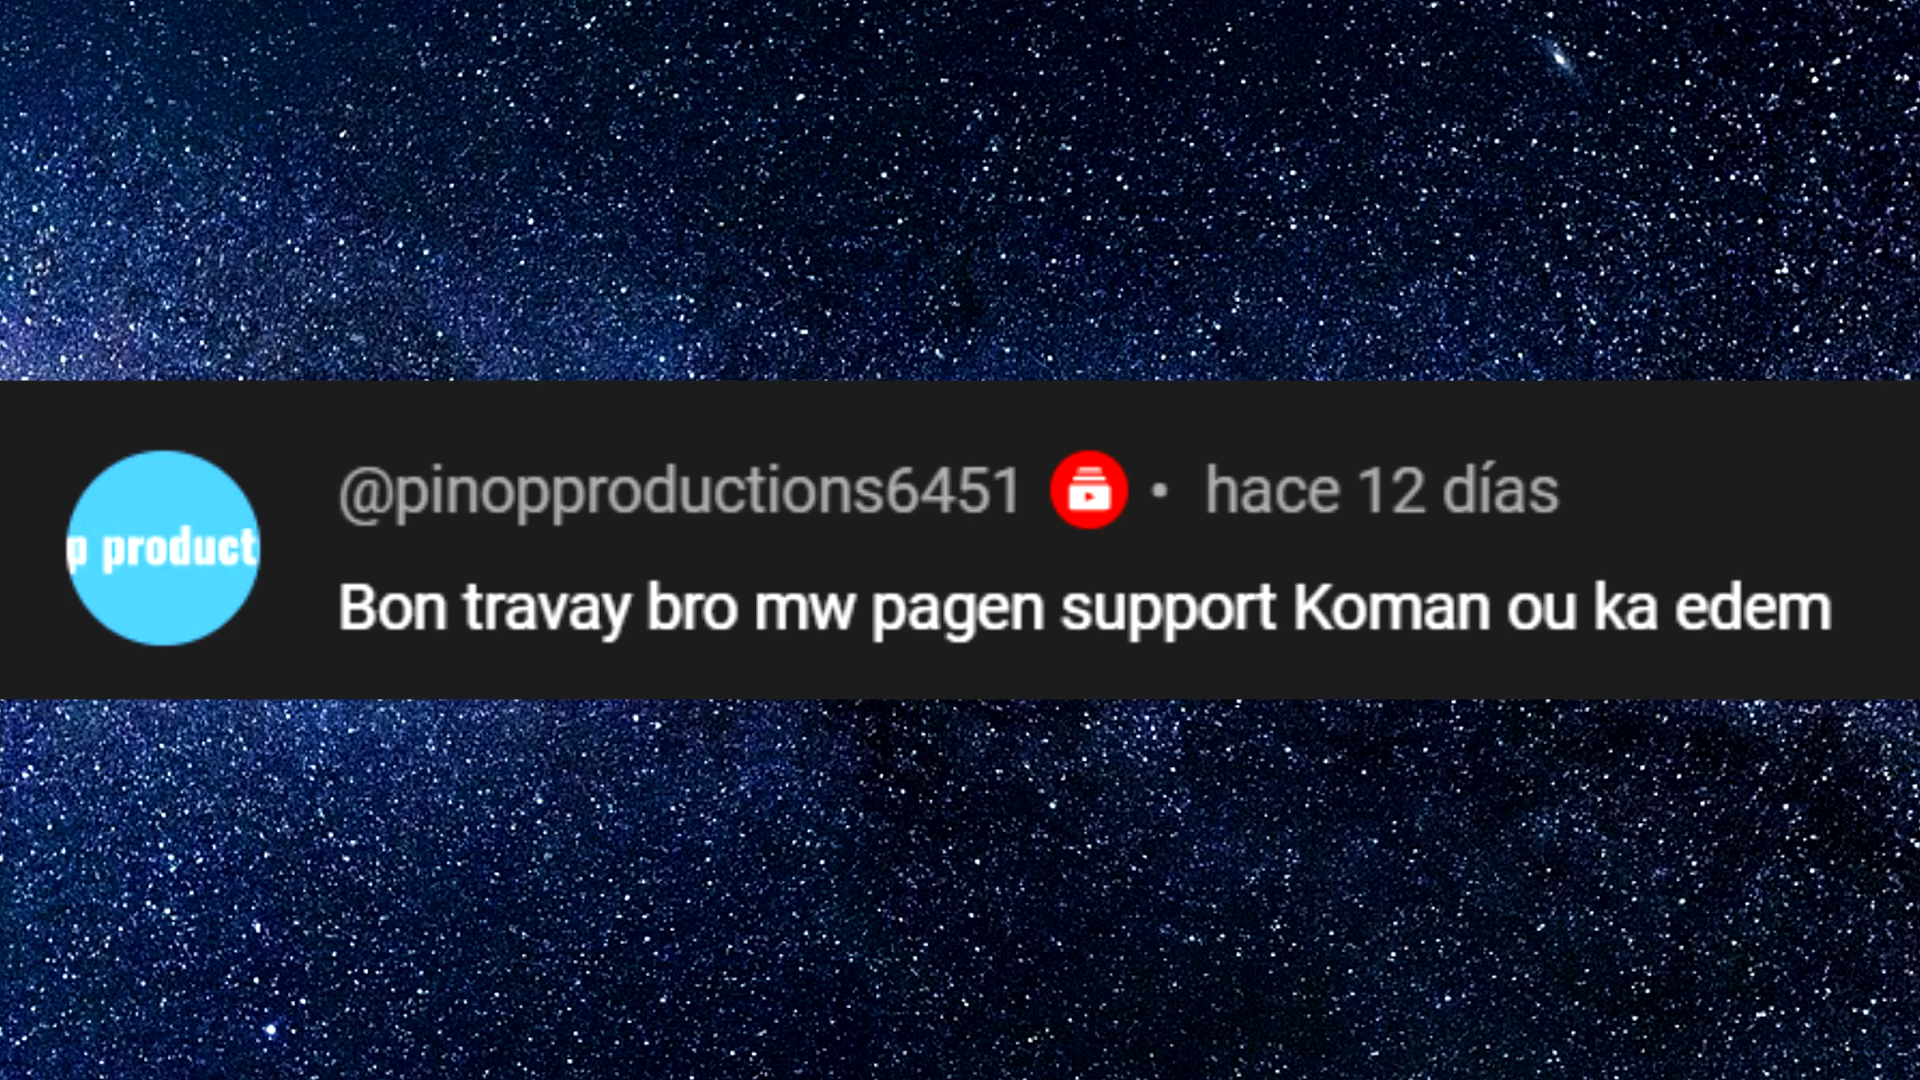 p product
@pinopproductions6451 • hace 12 días
Bon travay bro mw pagen support Koman ou ka edem